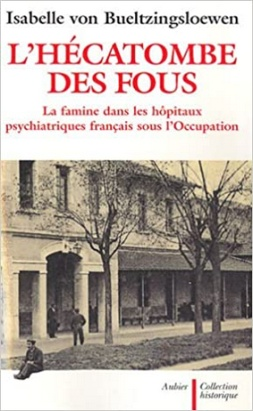 Isabelle von Bueltzingsloewen
L'HÉCATOMBE
DES FOUS
La famine dans les hôpitaux
psychiatriques français sous l'Occupation
Aubier
Collection
historique